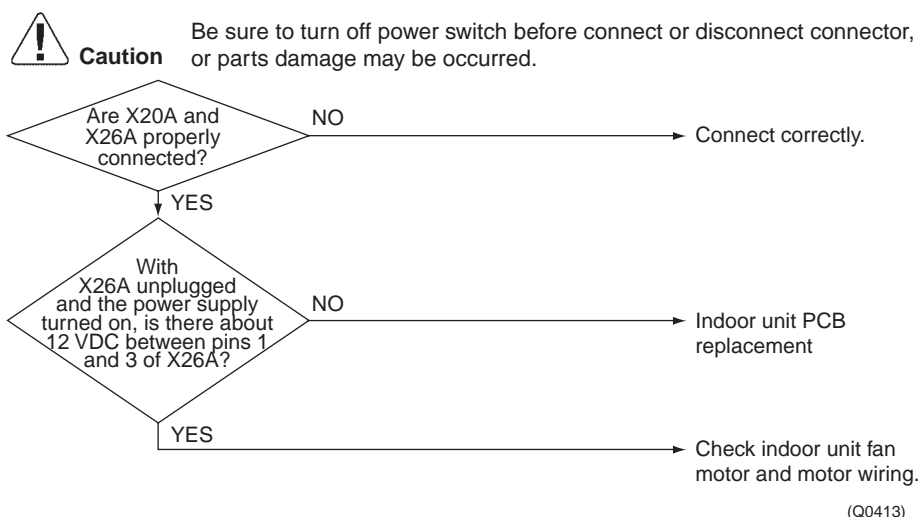 Be sure to turn off power switch before connect or disconnect connector,
Caution or parts damage may be occurred.
Are X20A and
X26A properly
connected?
NO
Connect correctly.
YES
With
X26A unplugged
and the power supply
turned on, is there about
12 VDC between pins 1
and 3 of X26A?
NO
Indoor unit PCB
replacement
YES
Check indoor unit fan
motor and motor wiring.
(Q0413)